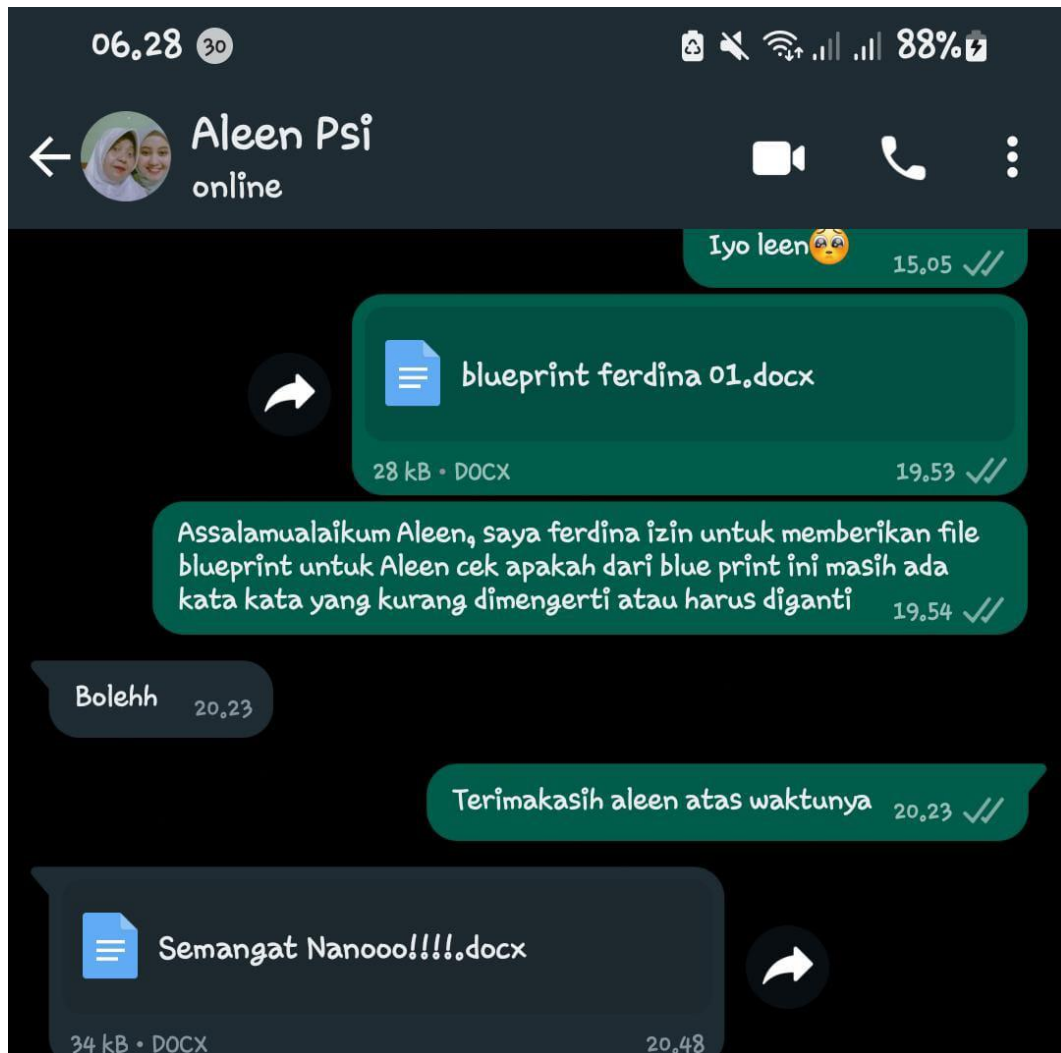 06.28 30 88%
Aleen Psi
online
Iyo leen🥺 15.05
blueprint ferdina 01.docx
28 kB • DOCX 19.53
Assalamualaikum Aleen, saya ferdina izin untuk memberikan file
blueprint untuk Aleen cek apakah dari blue print ini masih ada
kata kata yang kurang dimengerti atau harus diganti 19.54
Bolehh 20.23
Terimakasih aleen atas waktunya 20.23
Semangat Nanooo!!!!.docx
34 kB • DOCX 20.48